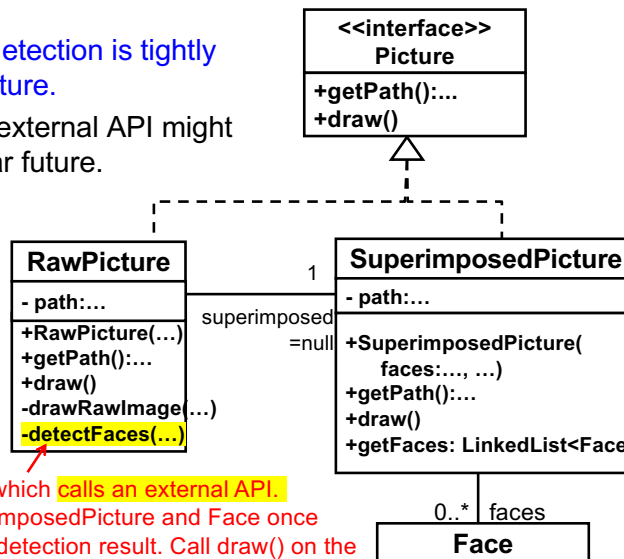 etection is tightly
ture.
external API might
ar future.
<<interface>>
Picture
+getPath():...
+draw()
RawPicture
- path:...
+RawPicture(...)
+getPath():...
+draw()
-drawRawImage(...)
-detectFaces(...)
1
superimposed
=null
SuperimposedPicture
- path:...
+SuperimposedPicture(
faces:..., ...)
+getPath():...
+draw()
+getFaces: LinkedList<Face
which calls an external API.
mposedPicture and Face once
detection result. Call draw() on the
0..* faces
Face